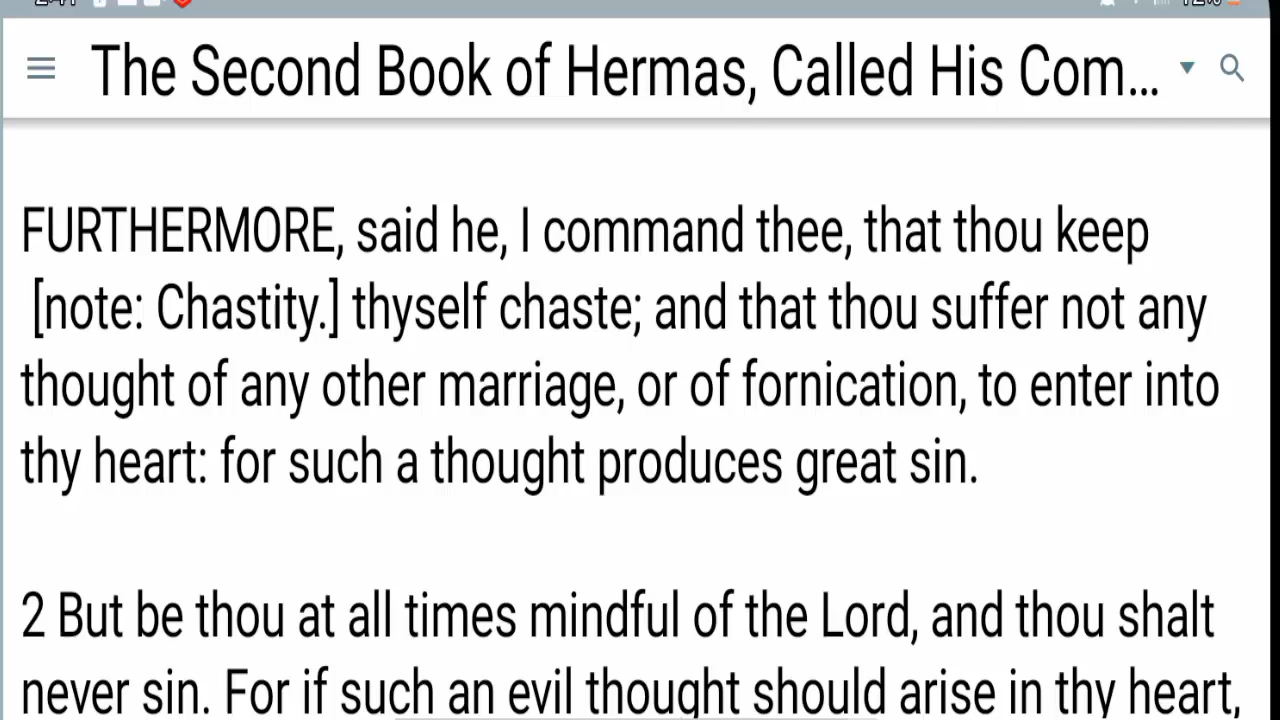 The Second Book of Hermas, Called His Com...
FURTHERMORE, said he, I command thee, that thou keep
[note: Chastity.] thyself chaste; and that thou suffer not any
thought of any other marriage, or of fornication, to enter into
thy heart: for such a thought produces great sin.
2 But be thou at all times mindful of the Lord, and thou shalt
never sin. For if such an evil thought should arise in thy heart,